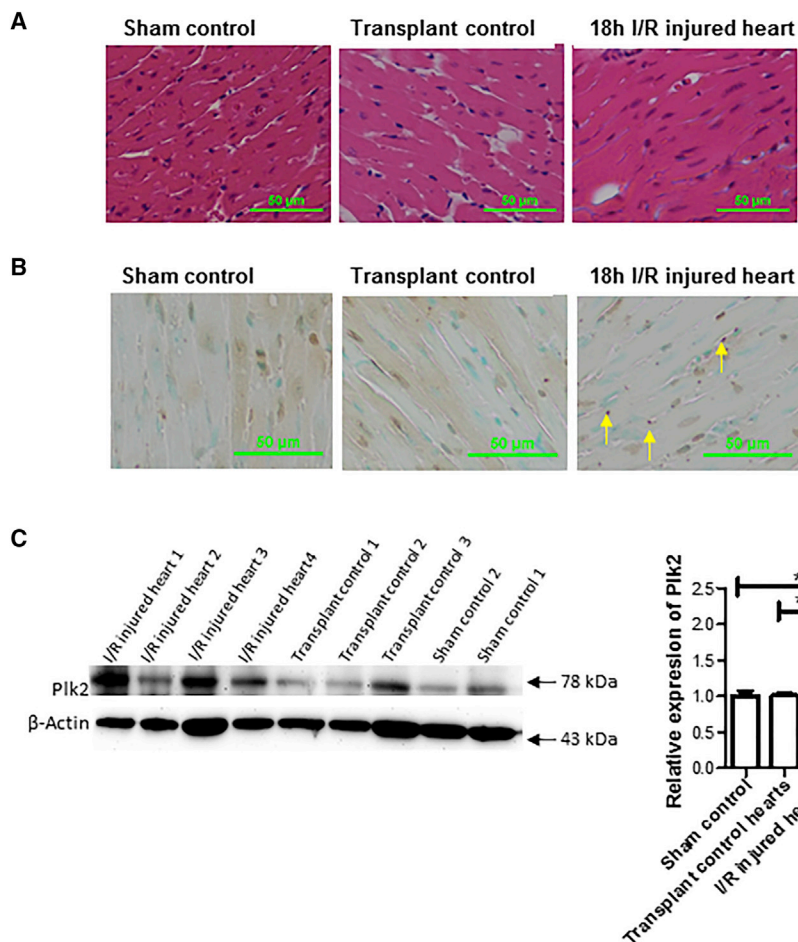 A
Sham control
Transplant control
18h I/R injured heart
50 µm
50 µm
50 µm
B
Sham control
Transplant control
18h I/R injured heart
50 µm
50 µm
50 µm
C
I/R injured heart 1
I/R injured heart 2
I/R injured heart 3
I/R injured heart4
Transplant control 1
Transplant control 2
Transplant control 3
Sham control 2
Sham control 1
Plk2
78 kDa
β-Actin
43 kDa
Relative expresion of Plk2
2.5
2.0
1.5
1.0
0.5
0.0
*
*
Sham control
Transplant control hearts
I/R injured he